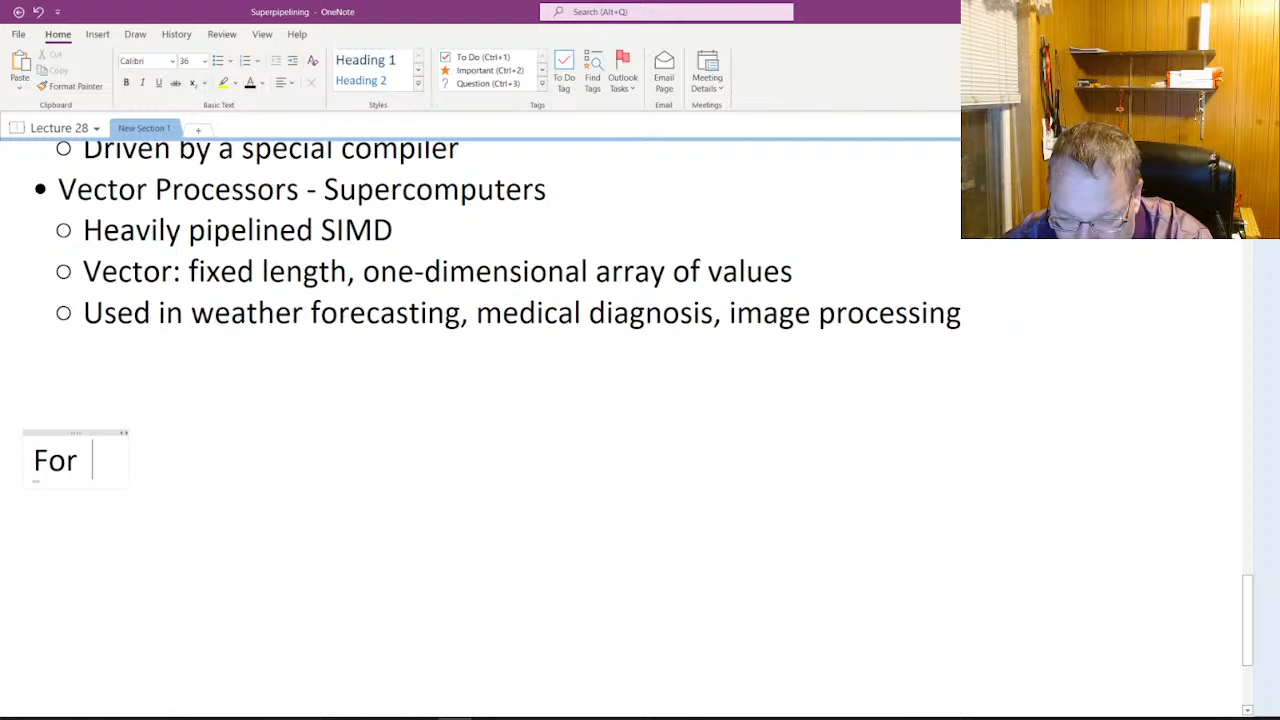 Superpipelining - OneNote
Search (Alt+Q)
File Home Insert Draw History Review View Help
Paste
Cut
Copy
Format Painter
Clipboard
Calibri 36
B I U ab
Basic Text
Heading 1
Heading 2
Styles
To Do (Ctrl+1)
Important (Ctrl+2)
Question (Ctrl+3)
Tags
To Do Tag
Find Tags
Outlook Tasks
Email Page
Email
Meeting Details
Meetings
Lecture 28
New Section 1
+
Driven by a special compiler
Vector Processors - Supercomputers
Heavily pipelined SIMD
Vector: fixed length, one-dimensional array of values
Used in weather forecasting, medical diagnosis, image processing
For